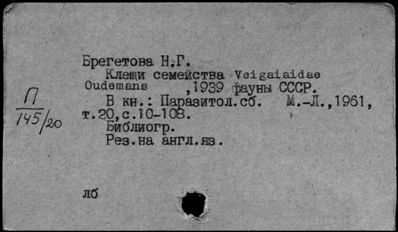 Брегетова Н.Г.
Клещи семейства Veigaiaidae
Oudemans ,1939 фауны СССР.
В кн.: Паразитол.сб. М.-Л.,1961,
т.20,с.10-108.
Библиогр.
Рез.на англ.яз.
П
145/20
лб